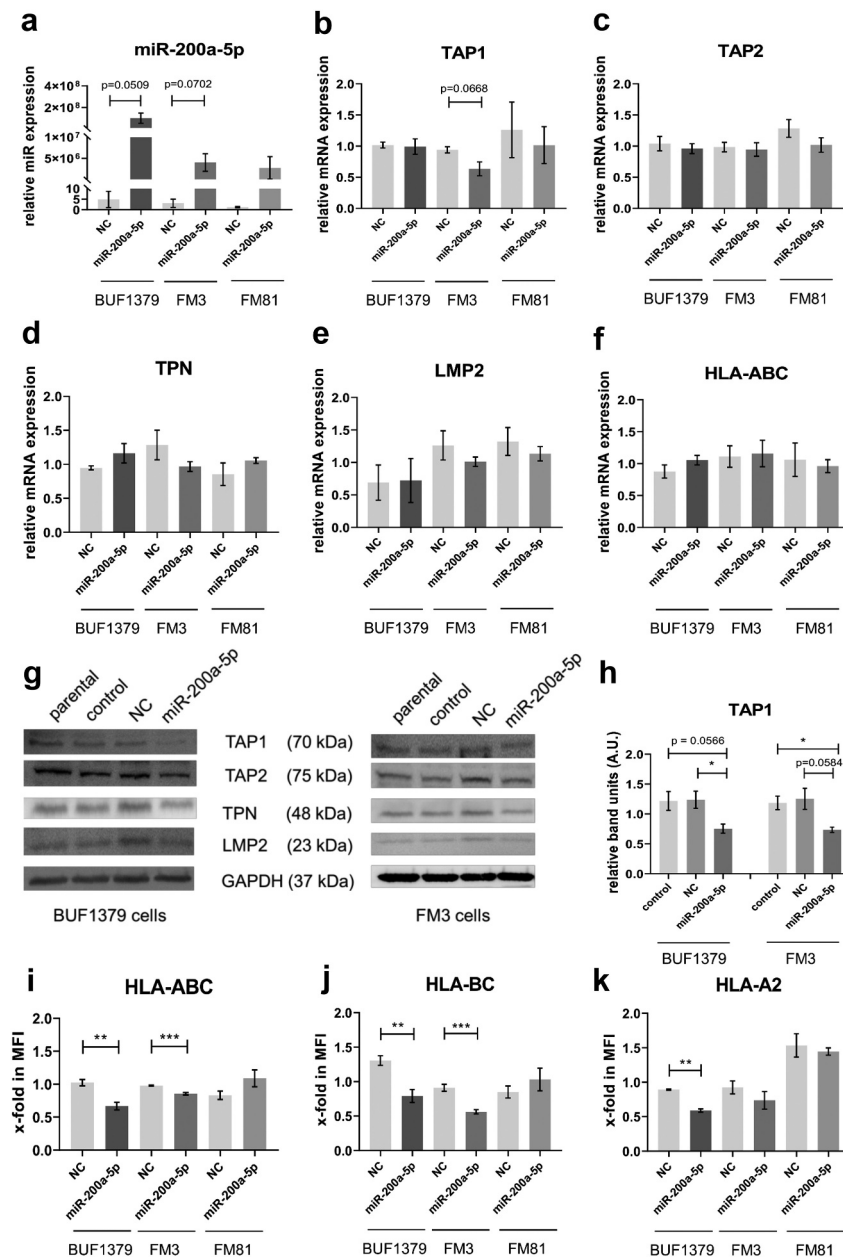 a
miR-200a-5p
relative miR expression
4×10⁸
2×10⁸
1×10⁷
5×10⁶
5
0
p=0.0509
p=0.0702
NC
miR-200a-5p
NC
miR-200a-5p
NC
miR-200a-5p
BUF1379
FM3
FM81
b
TAP1
relative mRNA expression
2.0
1.5
1.0
0.5
0.0
p=0.0668
NC
miR-200a-5p
NC
miR-200a-5p
NC
miR-200a-5p
BUF1379
FM3
FM81
c
TAP2
relative mRNA expression
2.0
1.5
1.0
0.5
0.0
NC
miR-200a-5p
NC
miR-200a-5p
NC
miR-200a-5p
BUF1379
FM3
FM81
d
TPN
relative mRNA expression
2.0
1.5
1.0
0.5
0.0
NC
miR-200a-5p
NC
miR-200a-5p
NC
miR-200a-5p
BUF1379
FM3
FM81
e
LMP2
relative mRNA expression
2.0
1.5
1.0
0.5
0.0
NC
miR-200a-5p
NC
miR-200a-5p
NC
miR-200a-5p
BUF1379
FM3
FM81
f
HLA-ABC
relative mRNA expression
2.0
1.5
1.0
0.5
0.0
NC
miR-200a-5p
NC
miR-200a-5p
NC
miR-200a-5p
BUF1379
FM3
FM81
g
parental
control
NC
miR-200a-5p
parental
control
NC
miR-200a-5p
TAP1 (70 kDa)
TAP2 (75 kDa)
TPN (48 kDa)
LMP2 (23 kDa)
GAPDH (37 kDa)
BUF1379 cells
FM3 cells
h
TAP1
relative band units (A.U.)
2.0
1.5
1.0
0.5
0.0
p = 0.0566
*
*
p=0.0584
control
NC
miR-200a-5p
control
NC
miR-200a-5p
BUF1379
FM3
i
HLA-ABC
x-fold in MFI
2.0
1.5
1.0
0.5
0.0
**
***
NC
miR-200a-5p
NC
miR-200a-5p
NC
miR-200a-5p
BUF1379
FM3
FM81
j
HLA-BC
x-fold in MFI
2.0
1.5
1.0
0.5
0.0
**
***
NC
miR-200a-5p
NC
miR-200a-5p
NC
miR-200a-5p
BUF1379
FM3
FM81
k
HLA-A2
x-fold in MFI
2.0
1.5
1.0
0.5
0.0
**
NC
miR-200a-5p
NC
miR-200a-5p
NC
miR-200a-5p
BUF1379
FM3
FM81